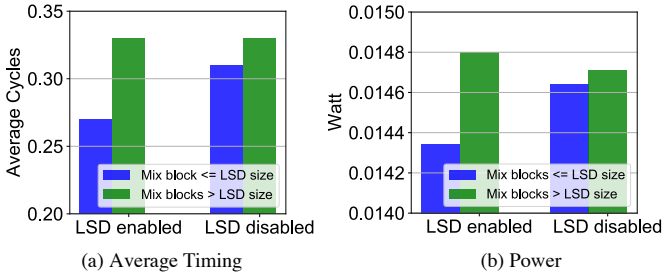 0.35
0.30
0.25
0.20
Average Cycles
Mix block <= LSD size
Mix blocks > LSD size
LSD enabled LSD disabled
(a) Average Timing
0.0150
0.0148
0.0146
0.0144
0.0142
0.0140
Watt
Mix blocks <= LSD size
Mix blocks > LSD size
LSD enabled LSD disabled
(b) Power